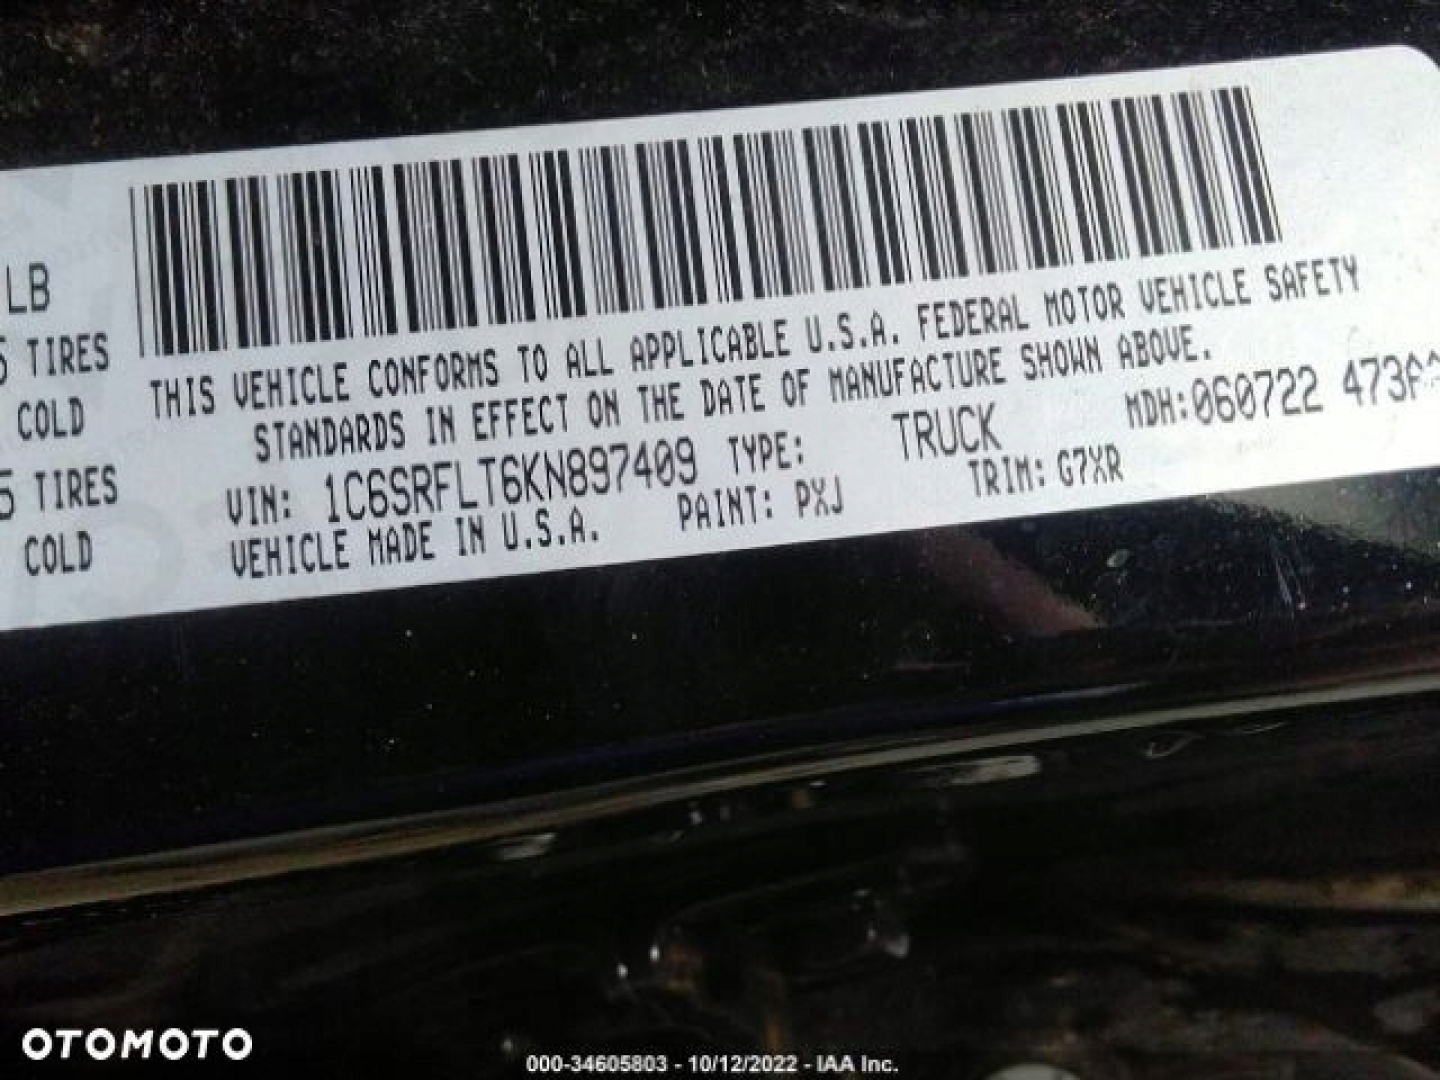 LB
5 TIRES
COLD
5 TIRES
COLD
THIS VEHICLE CONFORMS TO ALL APPLICABLE U.S.A. FEDERAL MOTOR VEHICLE SAFETY
STANDARDS IN EFFECT ON THE DATE OF MANUFACTURE SHOWN ABOVE.
VIN: 1C6SRFLT6KN897409 TYPE: TRUCK MDH:060722 473A
VEHICLE MADE IN U.S.A. PAINT: PXJ TRIM: G7XR
OTOMOTO
000-34605803 - 10/12/2022 - IAA Inc.